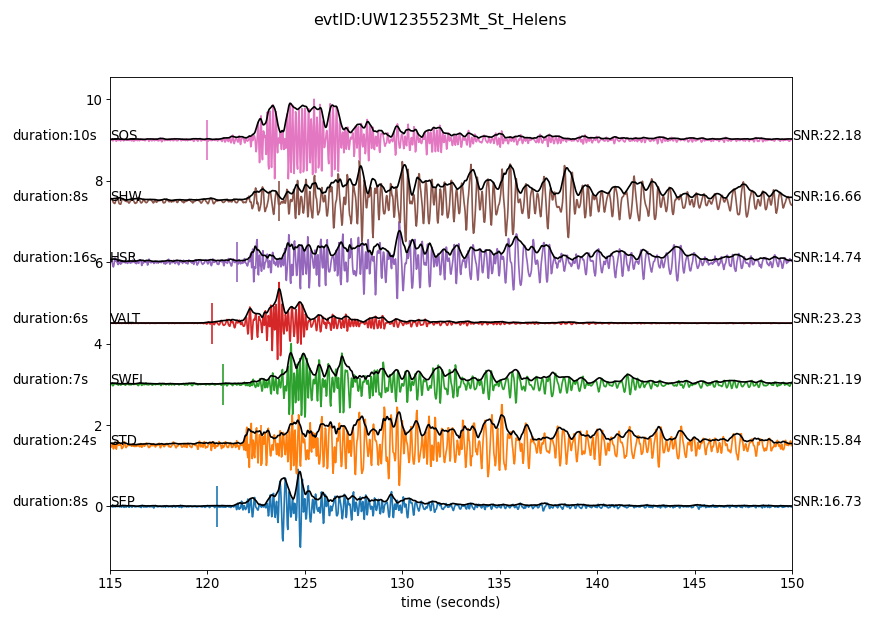 evtID:UW1235523Mt_St_Helens
10
duration:10s SOS SNR:22.18
8
duration:8s SHW SNR:16.66
duration:16s HSR SNR:14.74
6
duration:6s VALT SNR:23.23
4
duration:7s SWFL SNR:21.19
2
duration:24s STD SNR:15.84
duration:8s SEP SNR:16.73
0
115 120 125 130 135 140 145 150
time (seconds)